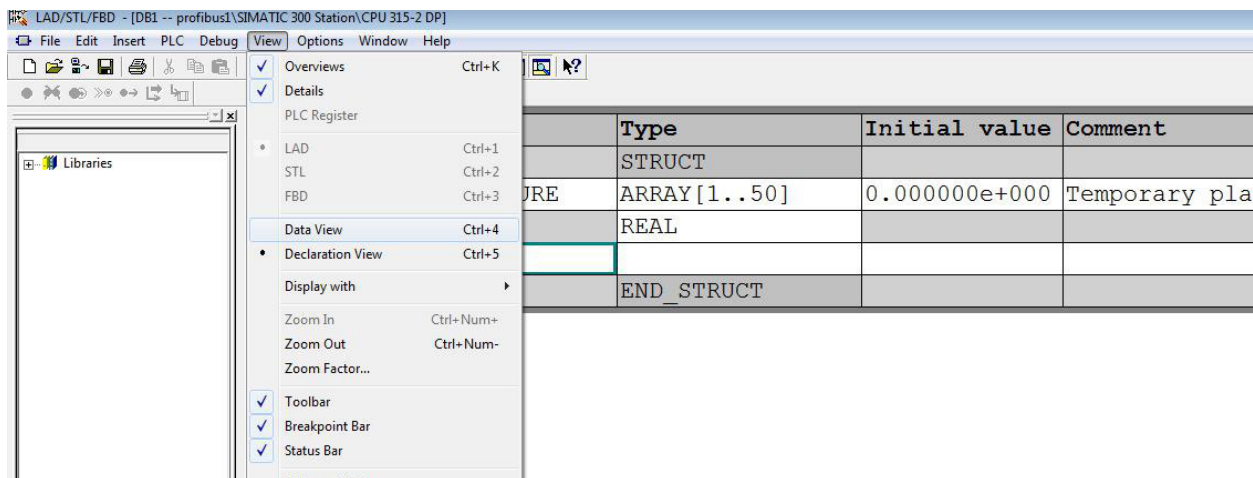 LAD/STL/FBD - [DB1 -- profibus1\SIMATIC 300 Station\CPU 315-2 DP]
File Edit Insert PLC Debug View Options Window Help
Overviews Ctrl+K
Details
PLC Register
LAD Ctrl+1
STL Ctrl+2
FBD Ctrl+3
Data View Ctrl+4
Declaration View Ctrl+5
Display with
Zoom In Ctrl+Num+
Zoom Out Ctrl+Num-
Zoom Factor...
Toolbar
Breakpoint Bar
Status Bar
Libraries
Type Initial value Comment
STRUCT
URE ARRAY[1..50] 0.000000e+000 Temporary pla
REAL
END_STRUCT